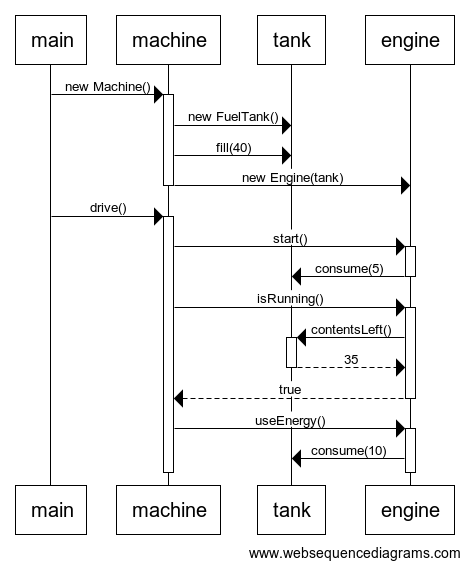 main machine tank engine
new Machine()
new FuelTank()
fill(40)
new Engine(tank)
drive()
start()
consume(5)
isRunning()
contentsLeft()
35
true
useEnergy()
consume(10)
main machine tank engine
www.websequencediagrams.com